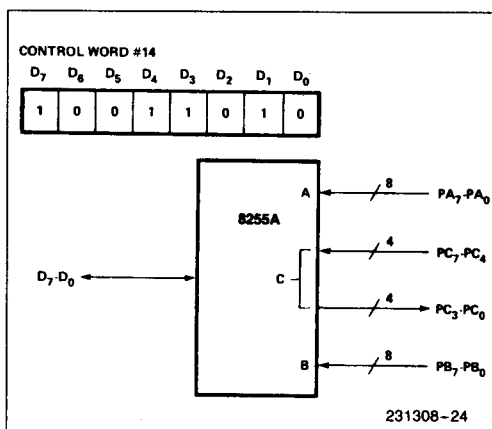 CONTROL WORD #14
D7 D6 D5 D4 D3 D2 D1 D0
1 0 0 1 1 0 1 0
A 8 PA7-PA0
8255A
4 PC7-PC4
D7-D0 C
4 PC3-PC0
B 8 PB7-PB0
231308-24